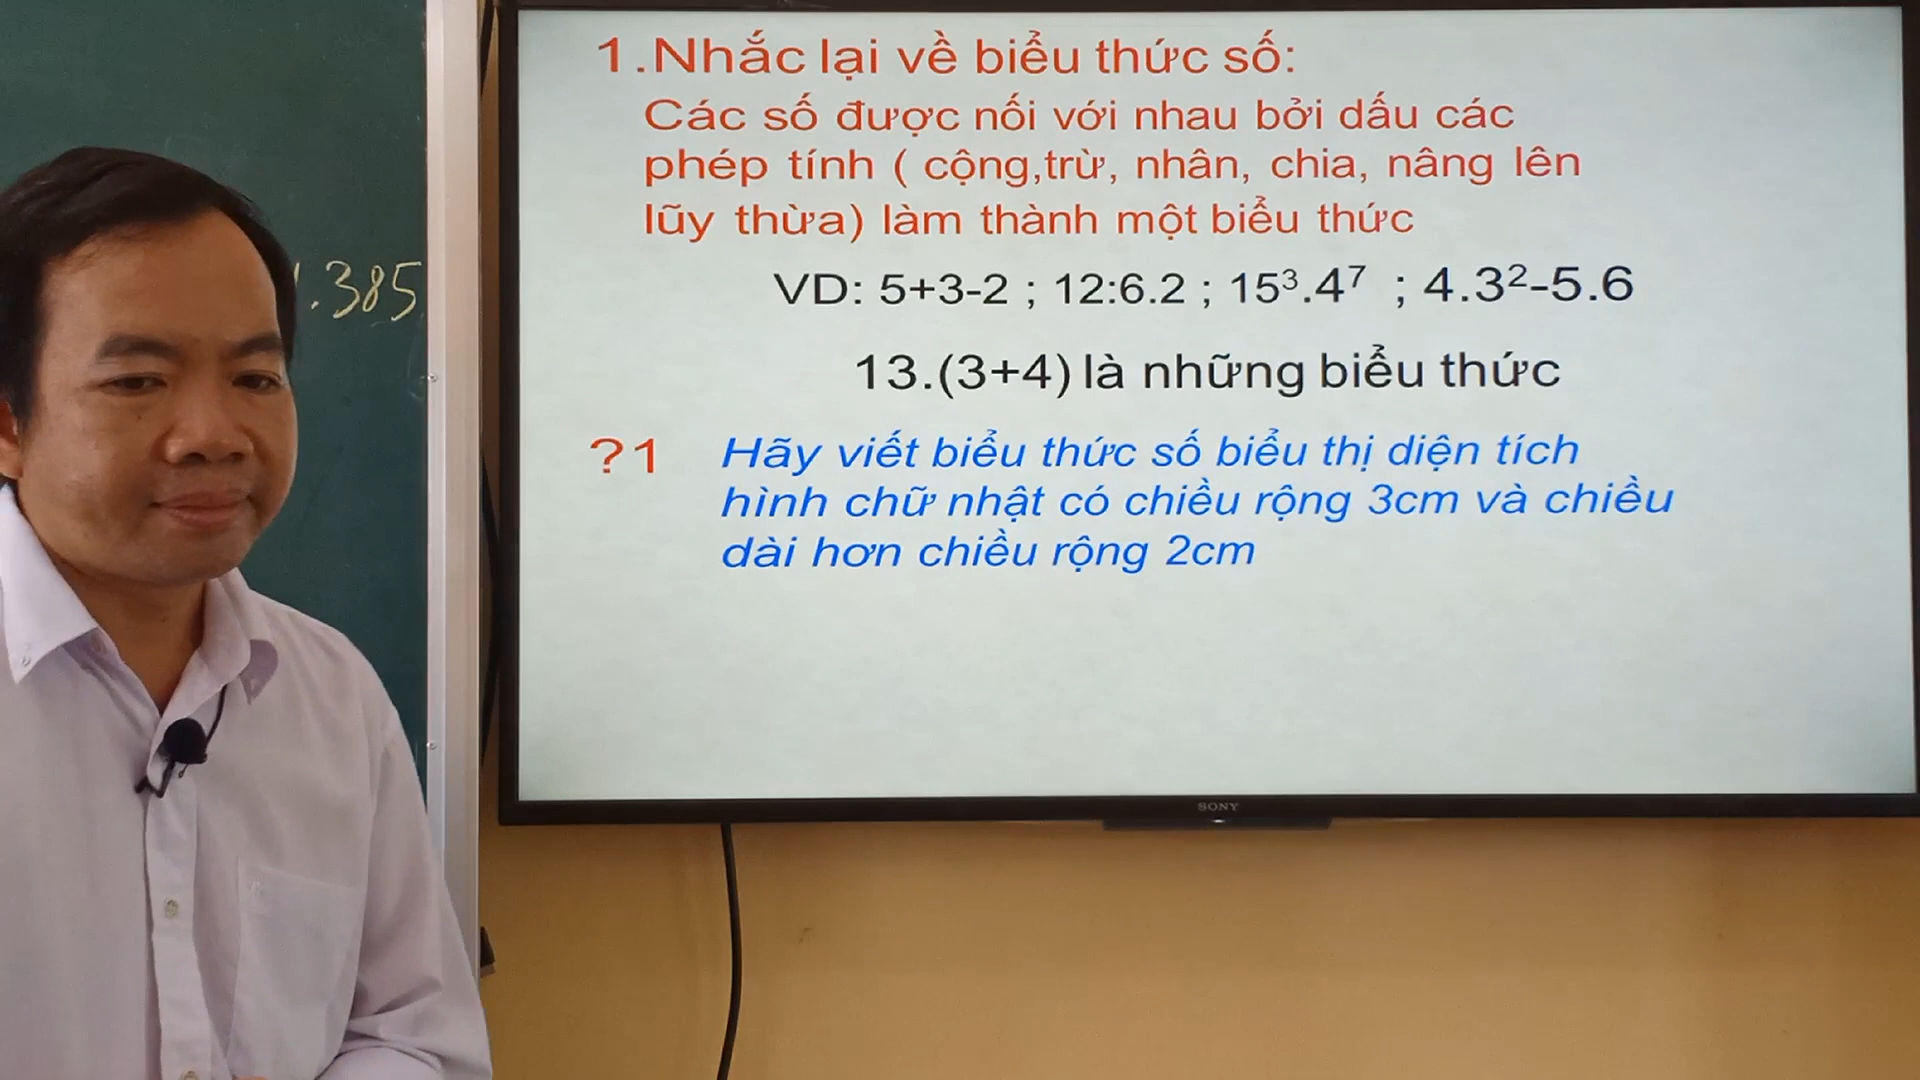 .385
1.Nhắc lại về biểu thức số:
Các số được nối với nhau bởi dấu các
phép tính ( cộng,trừ, nhân, chia, nâng lên
lũy thừa) làm thành một biểu thức
VD: 5+3-2 ; 12:6.2 ; 15³.4⁷ ; 4.3²-5.6
13.(3+4) là những biểu thức
?1 Hãy viết biểu thức số biểu thị diện tích
hình chữ nhật có chiều rộng 3cm và chiều
dài hơn chiều rộng 2cm
SONY